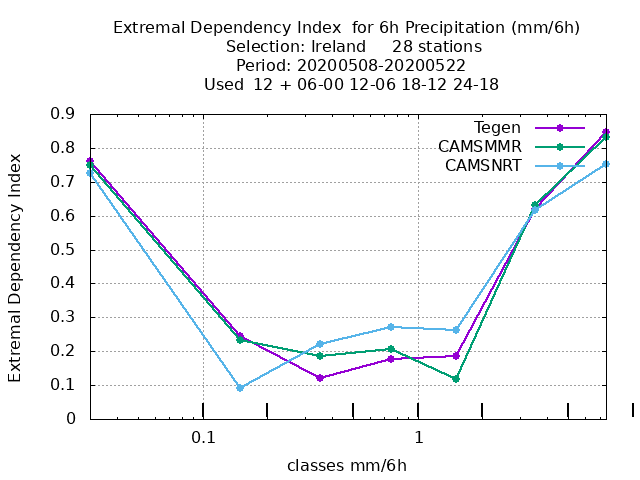 Extremal Dependency Index  for 6h Precipitation (mm/6h)
Selection: Ireland     28 stations
Period: 20200508-20200522
Used  12 + 06-00 12-06 18-12 24-18
Tegen
CAMSMMR
CAMSNRT
Extremal Dependency Index
0.9
0.8
0.7
0.6
0.5
0.4
0.3
0.2
0.1
0
0.1 1
classes mm/6h